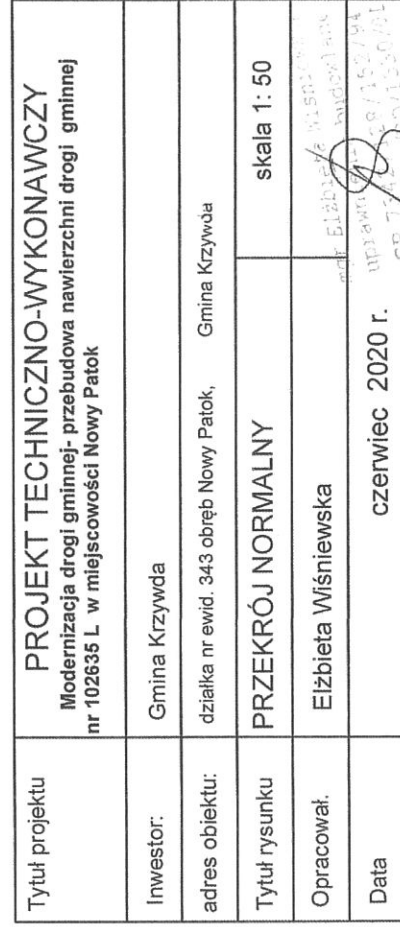 Tytuł projektu
PROJEKT TECHNICZNO-WYKONAWCZY
Modernizacja drogi gminnej- przebudowa nawierzchni drogi gminnej
nr 102635 L w miejscowości Nowy Patok
Inwestor:
Gmina Krzywda
adres obiektu:
działka nr ewid. 343 obręb Nowy Patok, Gmina Krzywda
Tytuł rysunku
PRZEKRÓJ NORMALNY
skala 1: 50
Opracował.
Elżbieta Wiśniewska
mgr Elżbieta
Data
czerwiec 2020 r.